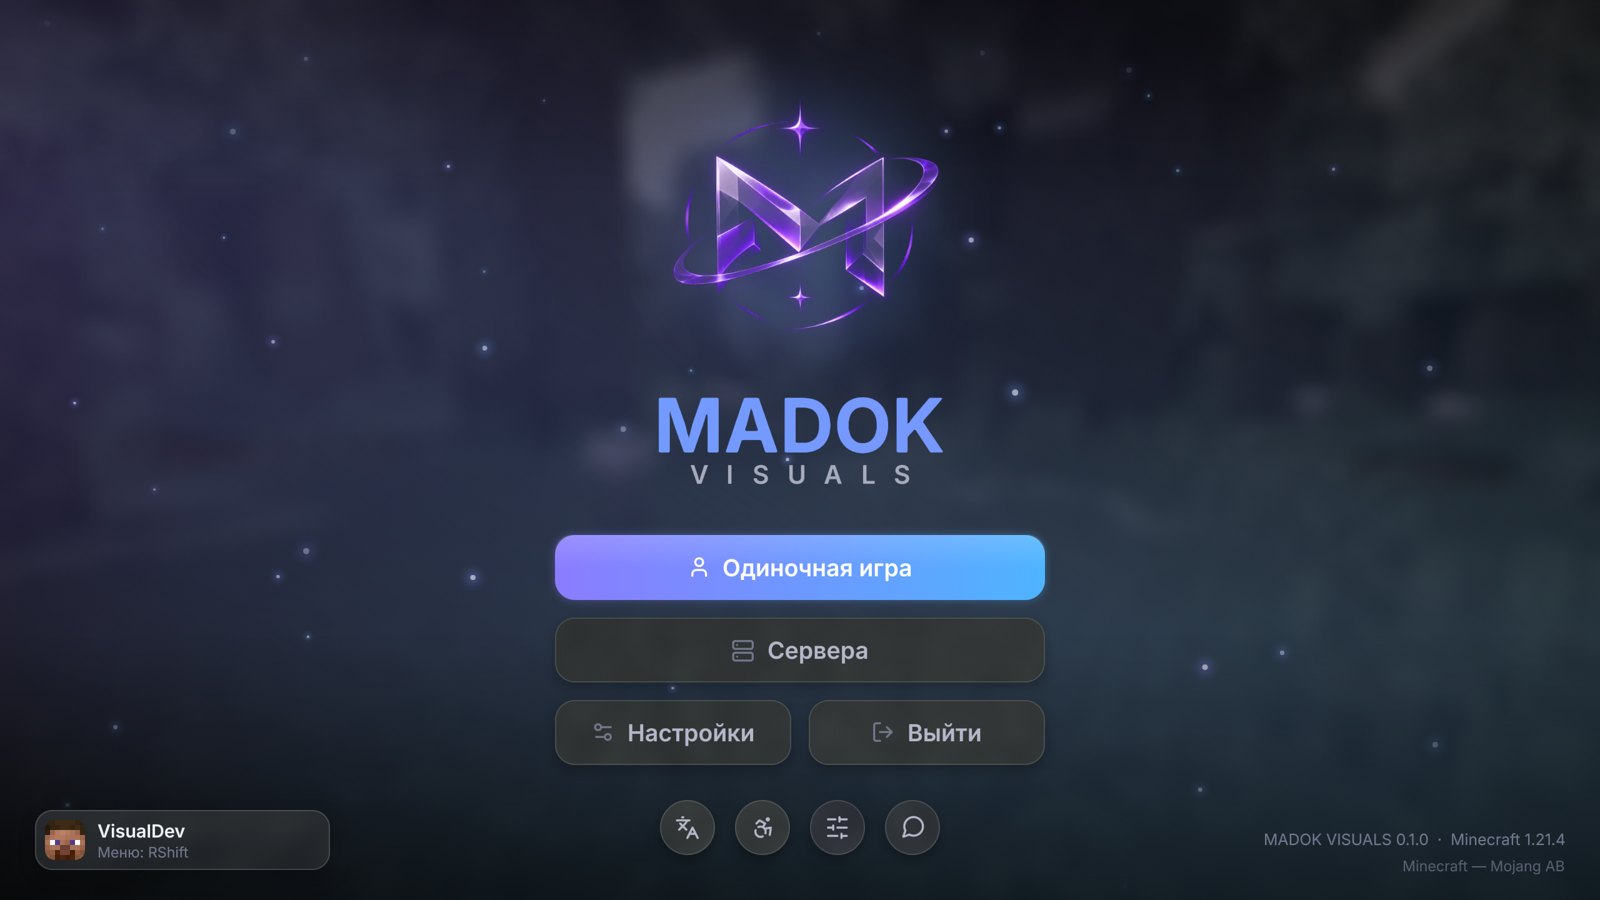 MADOK
VISUALS
Одиночная игра
Сервера
Настройки
Выйти
VisualDev
Меню: RShift
MADOK VISUALS 0.1.0 · Minecraft 1.21.4
Minecraft — Mojang AB